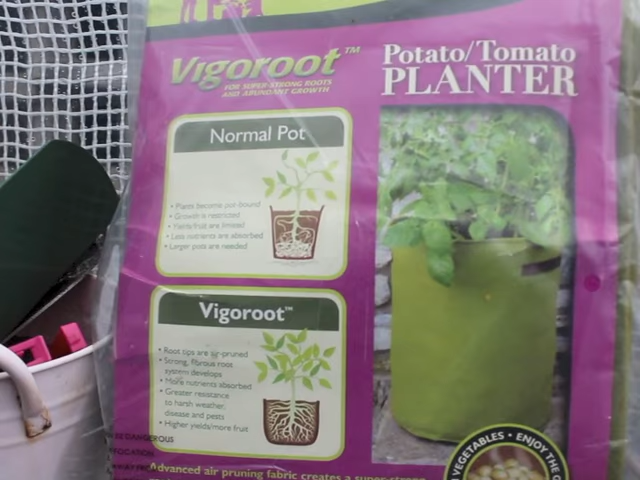 Vigoroot™
FOR SUPER-STRONG ROOTS
AND ABUNDANT GROWTH
Potato/Tomato
PLANTER
Normal Pot
• Plants become pot-bound
• Growth is restricted
• Yields/fruit are limited
• Less nutrients are absorbed
• Larger pots are needed
Vigoroot™
• Root tips are air-pruned
• Strong, fibrous root
system develops
• More nutrients absorbed
• Greater resistance
to harsh weather,
disease and pests
• Higher yields/more fruit
DANGEROUS
Advanced air pruning fabric creates a super-strong
VEGETABLES • ENJOY THE